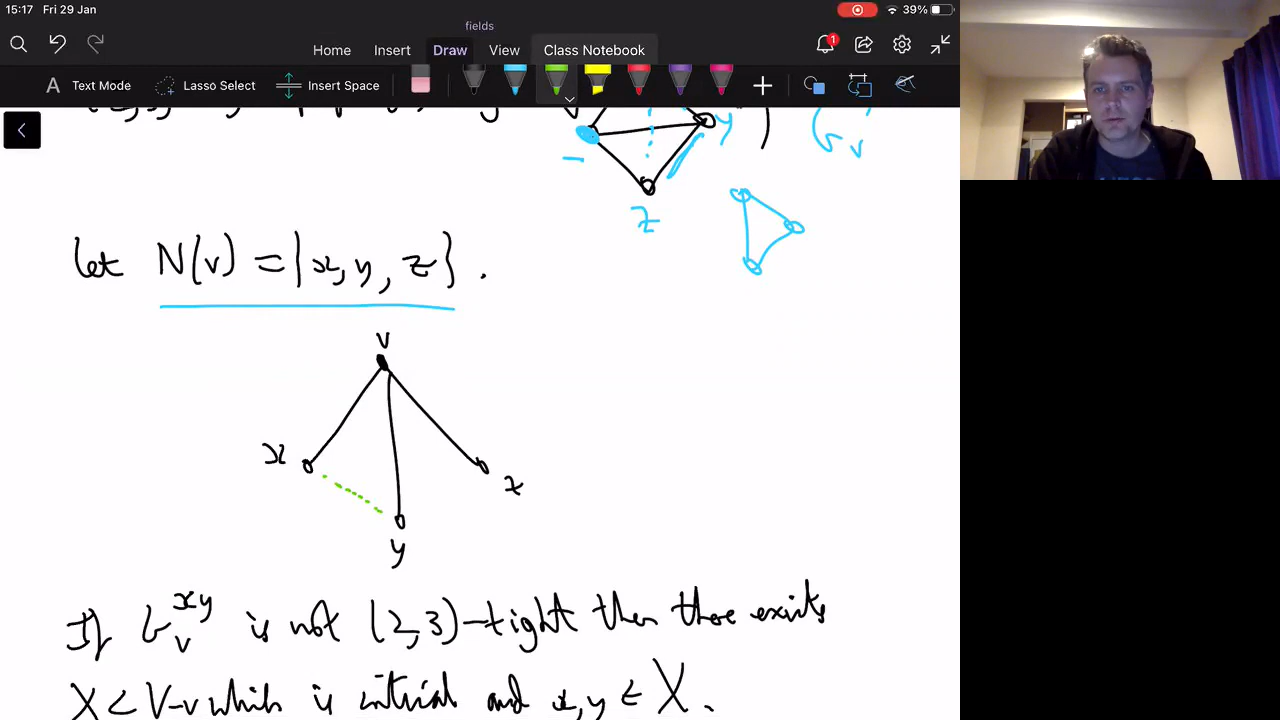 15:17 Fri 29 Jan
39%
fields
Home Insert Draw View Class Notebook
1
A Text Mode Lasso Select Insert Space
y ) G v
z
let N(v) = {x, y, z}.
v
x
z
y
If G_v^{xy} is not (2,3)-tight then there exists
X ⊂ V-v which is critical and x, y ∈ X.